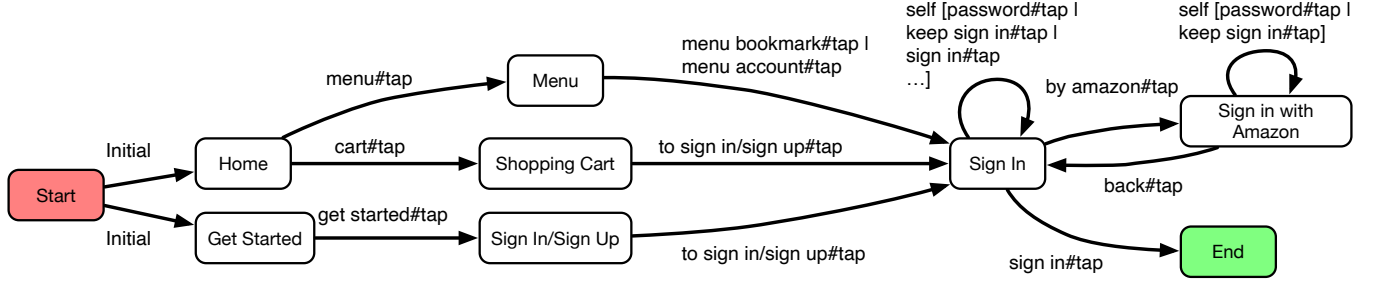 self [password#tap |
keep sign in#tap |
sign in#tap
...]
self [password#tap |
keep sign in#tap]
menu bookmark#tap |
menu account#tap
menu#tap
Menu
by amazon#tap
Sign in with
Amazon
Initial
Home
cart#tap
Shopping Cart
to sign in/sign up#tap
Sign In
back#tap
Start
Initial
Get Started
get started#tap
Sign In/Sign Up
to sign in/sign up#tap
sign in#tap
End